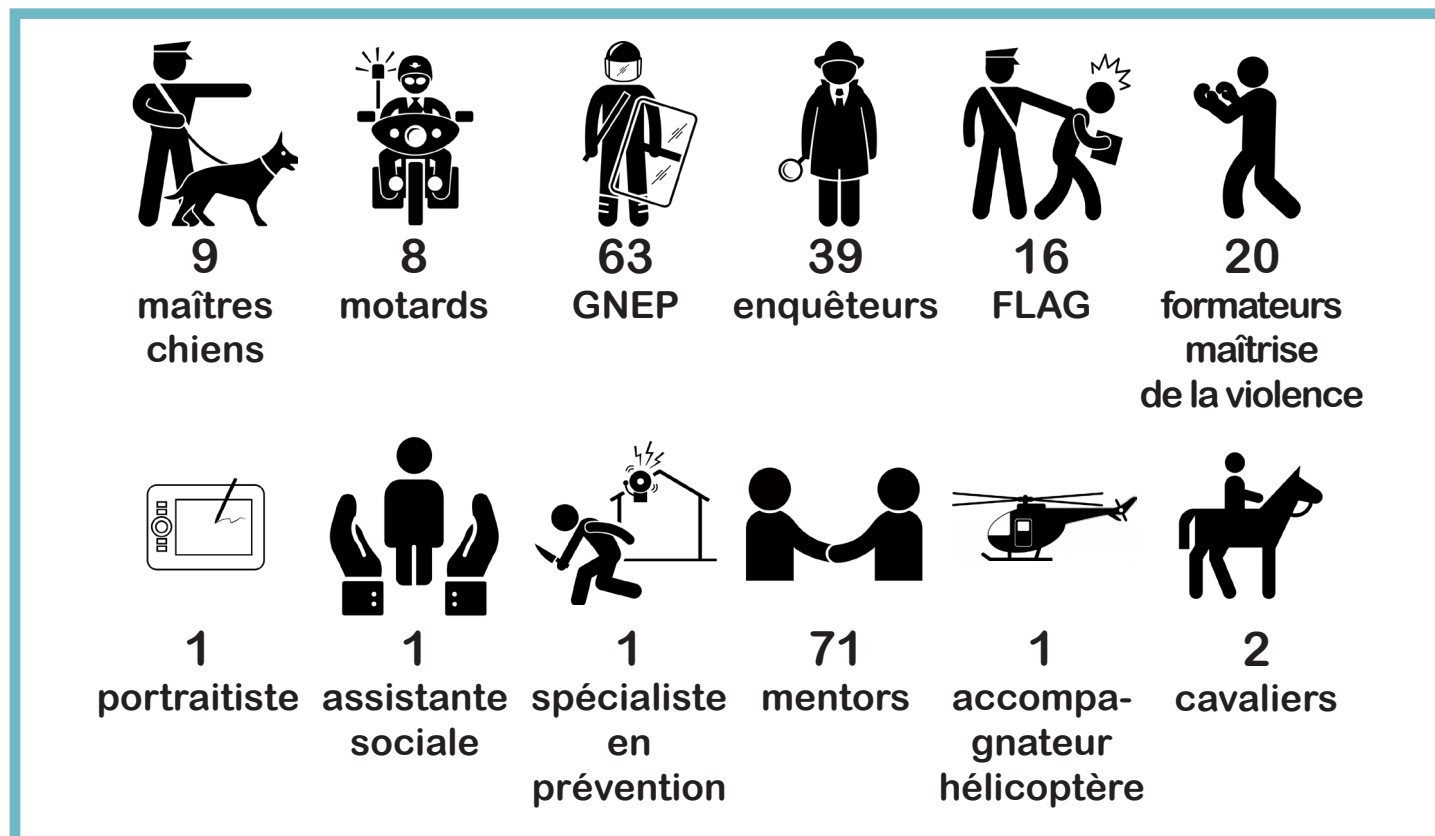 9
maîtres
chiens
8
motards
63
GNEP
39
enquêteurs
16
FLAG
20
formateurs
maîtrise
de la violence
1
portraitiste
1
assistante
sociale
1
spécialiste
en
prévention
71
mentors
1
accompa-
gnateur
hélicoptère
2
cavaliers